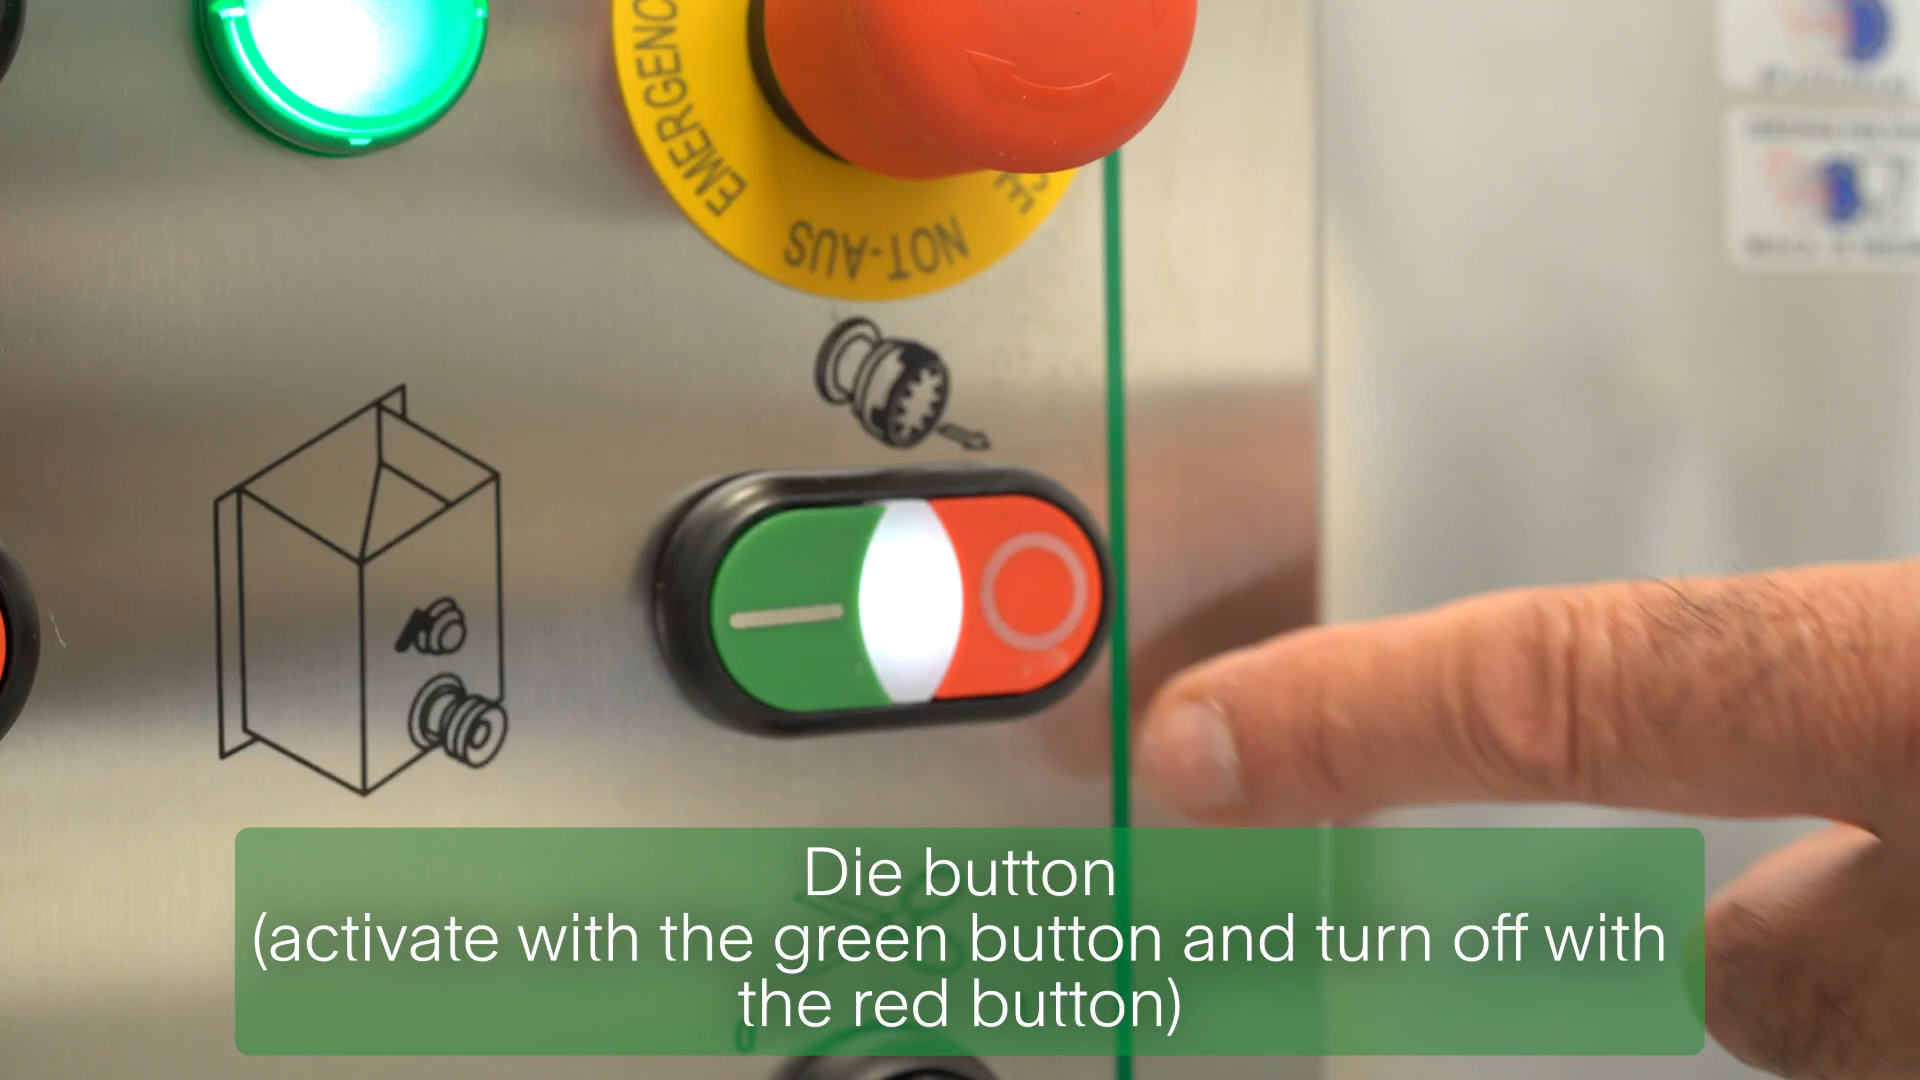 EMERGENC
NOT-AUS
Die button
(activate with the green button and turn off with
the red button)